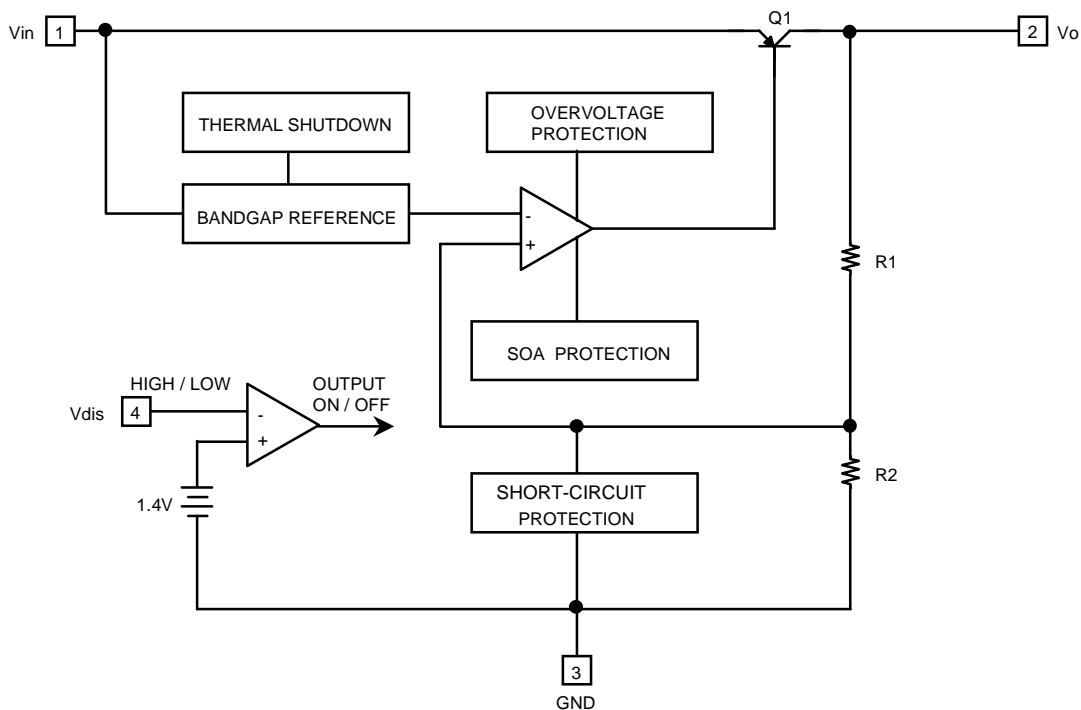 Q1
Vin 1
2 Vo
THERMAL SHUTDOWN
OVERVOLTAGE
PROTECTION
BANDGAP REFERENCE
-
+
R1
SOA PROTECTION
HIGH / LOW
OUTPUT
ON / OFF
Vdis 4
-
+
1.4V
SHORT-CIRCUIT
PROTECTION
R2
3
GND